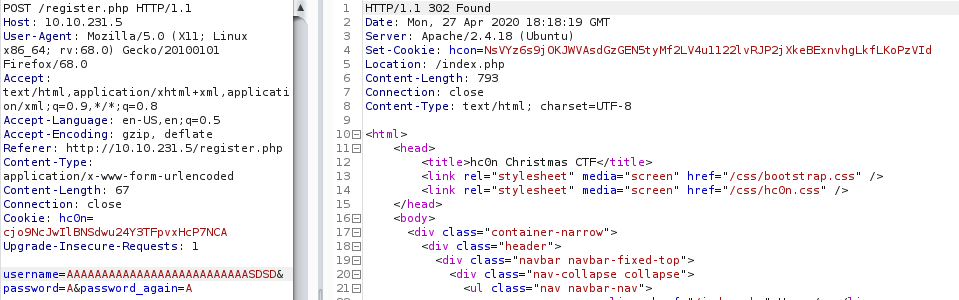 POST /register.php HTTP/1.1
Host: 10.10.231.5
User-Agent: Mozilla/5.0 (X11; Linux
x86_64; rv:68.0) Gecko/20100101
Firefox/68.0
Accept:
text/html,application/xhtml+xml,applicati
on/xml;q=0.9,*/*;q=0.8
Accept-Language: en-US,en;q=0.5
Accept-Encoding: gzip, deflate
Referer: http://10.10.231.5/register.php
Content-Type:
application/x-www-form-urlencoded
Content-Length: 67
Connection: close
Cookie: hc0n=
cjo9NcJwIlBNSdwu24Y3TFpvxHcP7NCA
Upgrade-Insecure-Requests: 1
username=AAAAAAAAAAAAAAAAAAAAAAAAAASDSD&
password=A&password_again=A
1 HTTP/1.1 302 Found
2 Date: Mon, 27 Apr 2020 18:18:19 GMT
3 Server: Apache/2.4.18 (Ubuntu)
4 Set-Cookie: hcon=NsVYz6s9jOKJWVAsdGzGEN5tyMf2LV4u1122lvRJP2jXkeBExnvhgLkfLKoPzVId
5 Location: /index.php
6 Content-Length: 793
7 Connection: close
8 Content-Type: text/html; charset=UTF-8
9
10 <html>
11 <head>
12 <title>hc0n Christmas CTF</title>
13 <link rel="stylesheet" media="screen" href="/css/bootstrap.css" />
14 <link rel="stylesheet" media="screen" href="/css/hc0n.css" />
15 </head>
16 <body>
17 <div class="container-narrow">
18 <div class="header">
19 <div class="navbar navbar-fixed-top">
20 <div class="nav-collapse collapse">
21 <ul class="nav navbar-nav">